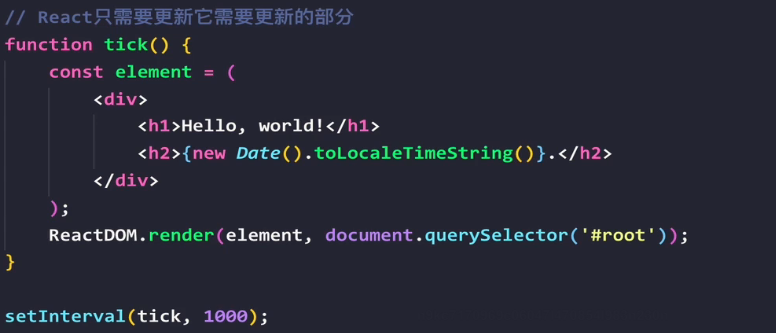 // React只需要更新它需要更新的部分
function tick() {
    const element = (
        <div>
            <h1>Hello, world!</h1>
            <h2>{new Date().toLocaleTimeString()}.</h2>
        </div>
    );
    ReactDOM.render(element, document.querySelector('#root'));
}

setInterval(tick, 1000);